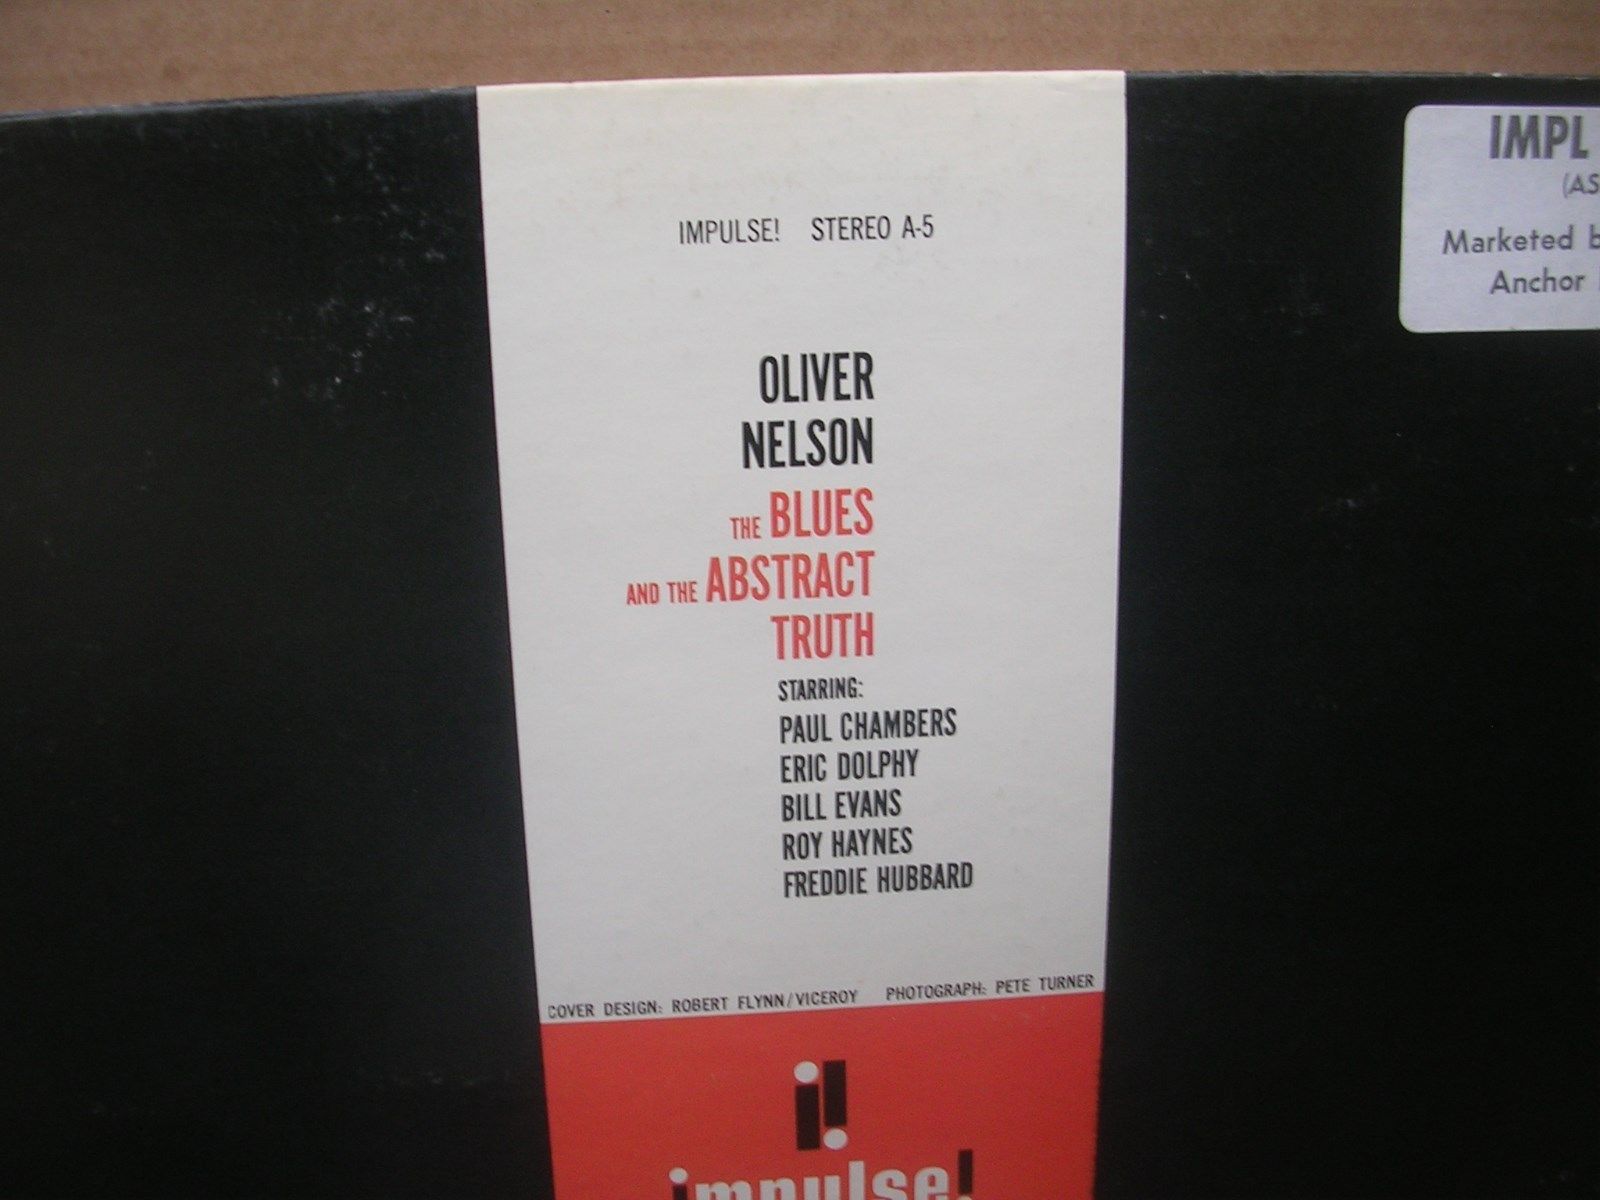 IMPULSE! STEREO A-5
OLIVER
NELSON
THE BLUES
AND THE ABSTRACT
TRUTH
STARRING:
PAUL CHAMBERS
ERIC DOLPHY
BILL EVANS
ROY HAYNES
FREDDIE HUBBARD
COVER DESIGN: ROBERT FLYNN/VICEROY PHOTOGRAPH: PETE TURNER
impulse!
IMPL
(AS
Marketed b
Anchor